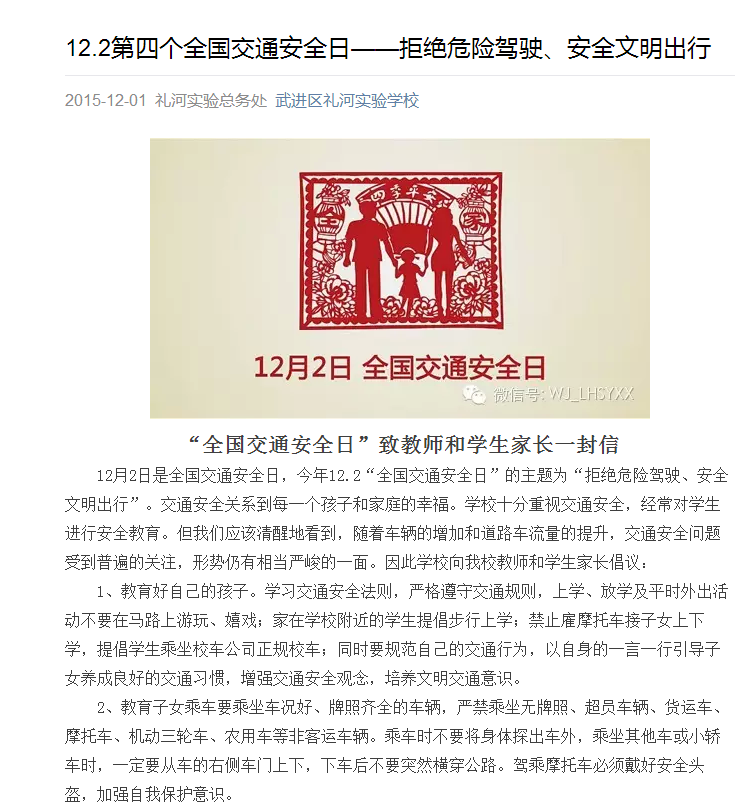 12.2第四个全国交通安全日——拒绝危险驾驶、安全文明出行
2015-12-01 礼河实验总务处 武进区礼河实验学校
四季平安
全
家
12月2日 全国交通安全日
微信号: WJ_LHSYXX
“全国交通安全日”致教师和学生家长一封信
12月2日是全国交通安全日，今年12.2“全国交通安全日”的主题为“拒绝危险驾驶、安全
文明出行”。交通安全关系到每一个孩子和家庭的幸福。学校十分重视交通安全，经常对学生
进行安全教育。但我们应该清醒地看到，随着车辆的增加和道路车流量的提升，交通安全问题
受到普遍的关注，形势仍有相当严峻的一面。因此学校向我校教师和学生家长倡议：
1、教育好自己的孩子。学习交通安全法则，严格遵守交通规则，上学、放学及平时外出活
动不要在马路上游玩、嬉戏；家在学校附近的学生提倡步行上学；禁止雇摩托车接子女上下
学，提倡学生乘坐校车公司正规校车；同时要规范自己的交通行为，以自身的一言一行引导子
女养成良好的交通习惯，增强交通安全观念，培养文明交通意识。
2、教育子女乘车要乘坐车况好、牌照齐全的车辆，严禁乘坐无牌照、超员车辆、货运车、
摩托车、机动三轮车、农用车等非客运车辆。乘车时不要将身体探出车外，乘坐其他车或小轿
车时，一定要从车的右侧车门上下，下车后不要突然横穿公路。驾乘摩托车必须戴好安全头
盔，加强自我保护意识。